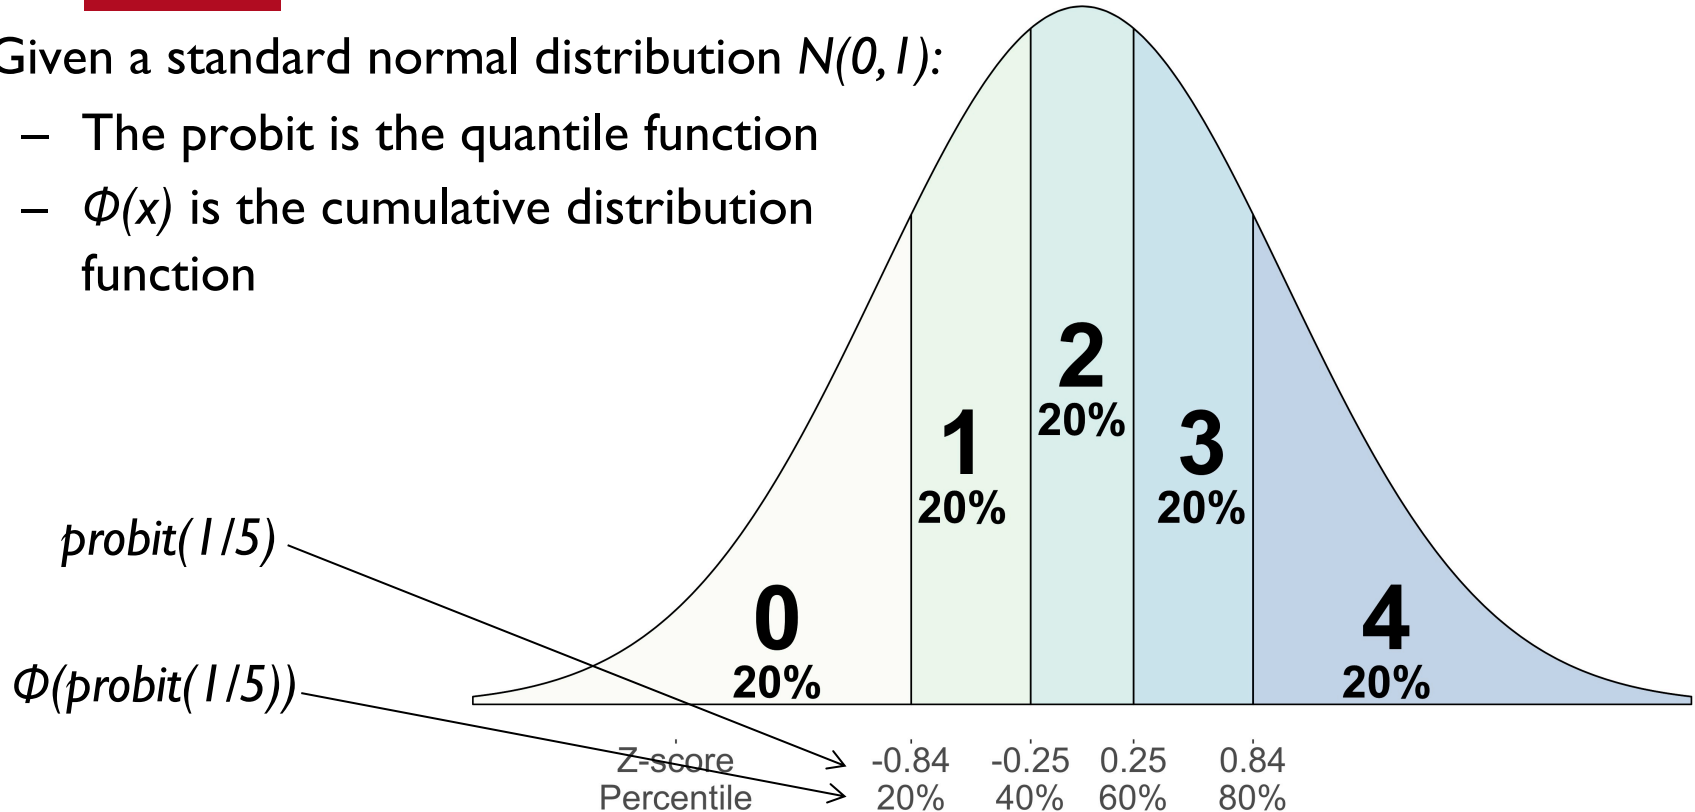 Given a standard normal distribution N(0,1):
– The probit is the quantile function
– Φ(x) is the cumulative distribution
function
2
20%
1
20%
3
20%
probit(1/5)
0
20%
4
20%
Φ(probit(1/5))
Z-score -0.84 -0.25 0.25 0.84
Percentile 20% 40% 60% 80%